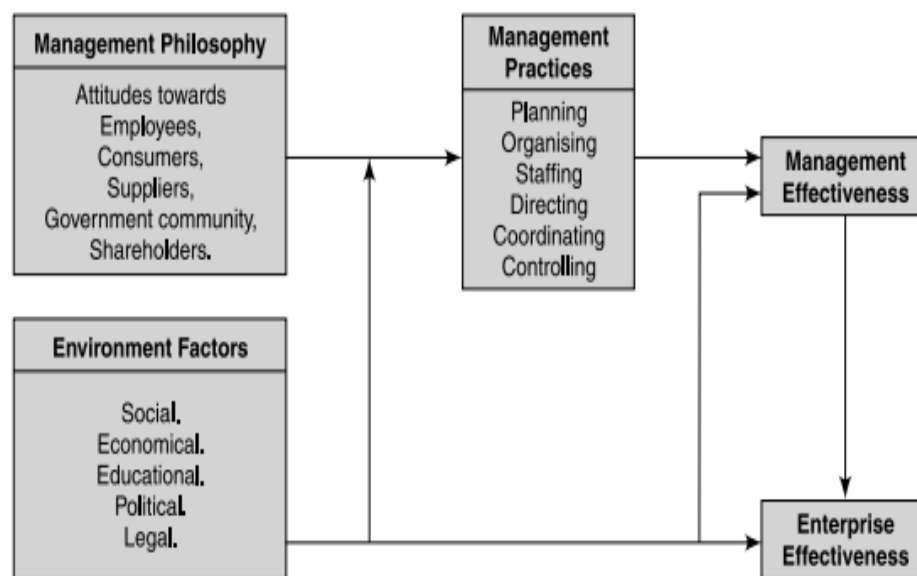 Management Philosophy
Attitudes towards
Employees,
Consumers,
Suppliers,
Government community,
Shareholders.
Management
Practices
Planning
Organising
Staffing
Directing
Coordinating
Controlling
Management
Effectiveness
Environment Factors
Social.
Economical.
Educational.
Political.
Legal.
Enterprise
Effectiveness